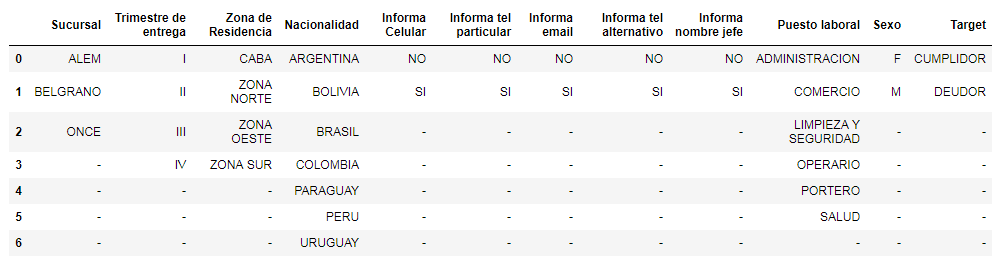 Sucursal Trimestre de entrega Zona de Residencia Nacionalidad Informa Celular Informa tel particular Informa email Informa tel alternativo Informa nombre jefe Puesto laboral Sexo Target
0 ALEM I CABA ARGENTINA NO NO NO NO NO ADMINISTRACION F CUMPLIDOR
1 BELGRANO II ZONA NORTE BOLIVIA SI SI SI SI SI COMERCIO M DEUDOR
2 ONCE III ZONA OESTE BRASIL - - - - - LIMPIEZA Y SEGURIDAD - -
3 - IV ZONA SUR COLOMBIA - - - - - OPERARIO - -
4 - - - PARAGUAY - - - - - PORTERO - -
5 - - - PERU - - - - - SALUD - -
6 - - - URUGUAY - - - - - - - -